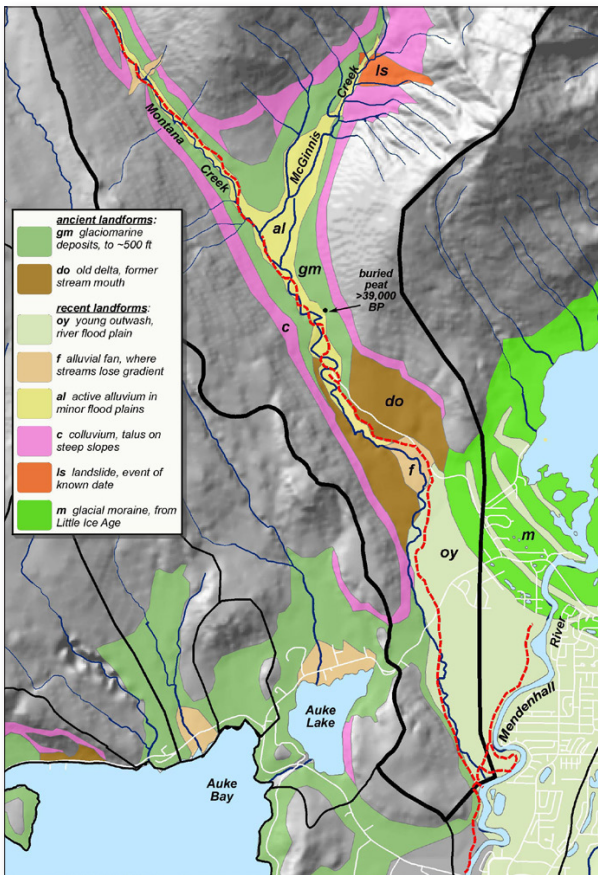 ls
Creek
Montana
McGinnis
Creek
al
gm
buried
peat
>39,000
BP
c
do
f
oy
m
ancient landforms:
gm glaciomarine
deposits, to ~500 ft
do old delta, former
stream mouth
recent landforms:
oy young outwash,
river flood plain
f alluvial fan, where
streams lose gradient
al active alluvium in
minor flood plains
c colluvium, talus on
steep slopes
ls landslide, event of
known date
m glacial moraine, from
Little Ice Age
River
Mendenhall
Auke
Lake
Auke
Bay